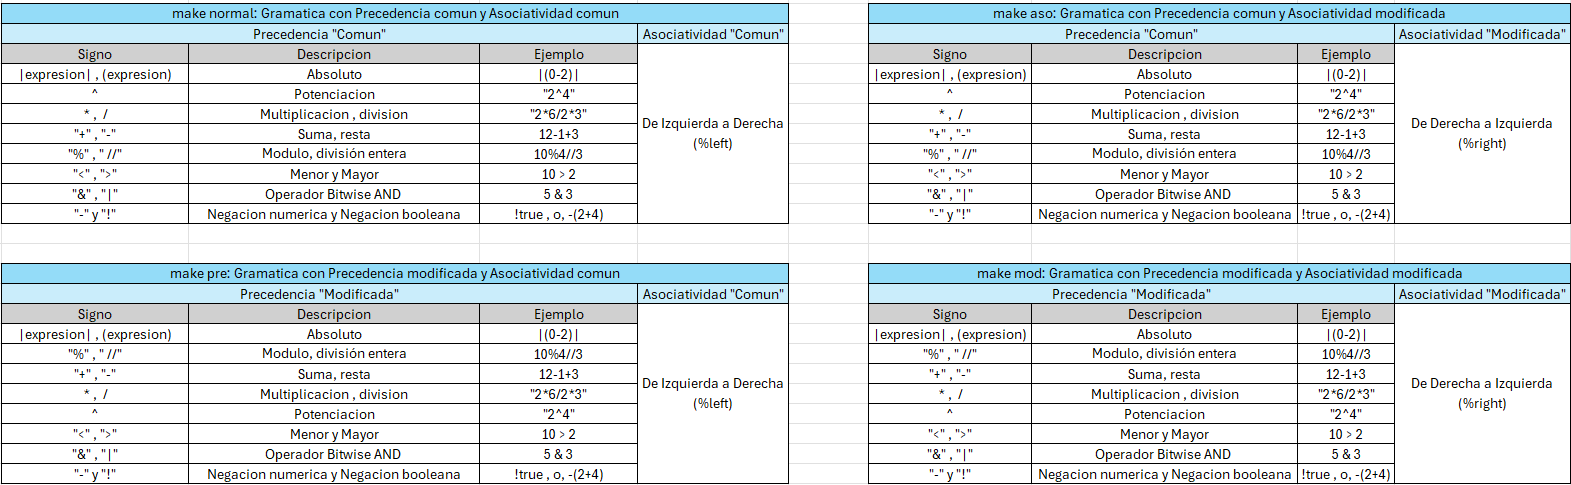 make normal: Gramatica con Precedencia comun y Asociatividad comun
Precedencia "Comun" Asociatividad "Comun"
Signo Descripcion Ejemplo
|expresion| , (expresion) Absoluto |(0-2)|
^ Potenciacion "2^4"
* , / Multiplicacion , division "2*6/2*3"
"+" , "-" Suma, resta 12-1+3
De Izquierda a Derecha
(%left)
"%" , " //" Modulo, división entera 10%4//3
"<" , ">" Menor y Mayor 10 > 2
"&" , "|" Operador Bitwise AND 5 & 3
"-" y "!" Negacion numerica y Negacion booleana !true , o, -(2+4)
make aso: Gramatica con Precedencia comun y Asociatividad modificada
Precedencia "Comun" Asociatividad "Modificada"
Signo Descripcion Ejemplo
|expresion| , (expresion) Absoluto |(0-2)|
^ Potenciacion "2^4"
* , / Multiplicacion , division "2*6/2*3"
"+" , "-" Suma, resta 12-1+3
De Derecha a Izquierda
(%right)
"%" , " //" Modulo, división entera 10%4//3
"<" , ">" Menor y Mayor 10 > 2
"&" , "|" Operador Bitwise AND 5 & 3
"-" y "!" Negacion numerica y Negacion booleana !true , o, -(2+4)
make pre: Gramatica con Precedencia modificada y Asociatividad comun
Precedencia "Modificada" Asociatividad "Comun"
Signo Descripcion Ejemplo
|expresion| , (expresion) Absoluto |(0-2)|
"%" , " //" Modulo, división entera 10%4//3
"+" , "-" Suma, resta 12-1+3
* , / Multiplicacion , division "2*6/2*3"
De Izquierda a Derecha
(%left)
^ Potenciacion "2^4"
"<" , ">" Menor y Mayor 10 > 2
"&" , "|" Operador Bitwise AND 5 & 3
"-" y "!" Negacion numerica y Negacion booleana !true , o, -(2+4)
make mod: Gramatica con Precedencia modificada y Asociatividad modificada
Precedencia "Modificada" Asociatividad "Modificada"
Signo Descripcion Ejemplo
|expresion| , (expresion) Absoluto |(0-2)|
"%" , " //" Modulo, división entera 10%4//3
"+" , "-" Suma, resta 12-1+3
* , / Multiplicacion , division "2*6/2*3"
De Derecha a Izquierda
(%right)
^ Potenciacion "2^4"
"<" , ">" Menor y Mayor 10 > 2
"&" , "|" Operador Bitwise AND 5 & 3
"-" y "!" Negacion numerica y Negacion booleana !true , o, -(2+4)